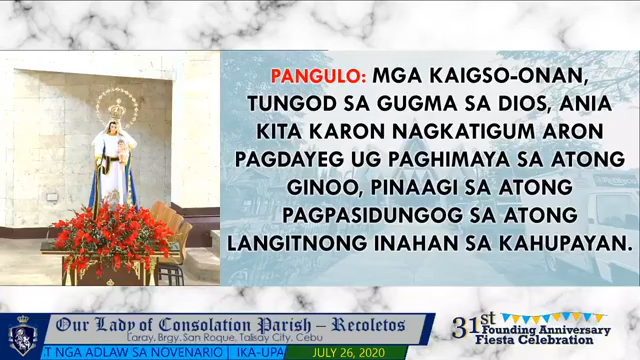 PANGULO: MGA KAIGSO-ONAN,
TUNGOD SA GUGMA SA DIOS, ANIA
KITA KARON NAGKATIGUM ARON
PAGDAYEG UG PAGHIMAYA SA ATONG
GINOO, PINAAGI SA ATONG
PAGPASIDUNGOG SA ATONG
LANGITNONG INAHAN SA KAHUPAYAN.
Our Lady of Consolation Parish – Recoletos
Laray, Brgy. San Roque, Talisay City, Cebu
31st Founding Anniversary
Fiesta Celebration
T NGA ADLAW SA NOVENARIO | IKA-UPA
JULY 26, 2020